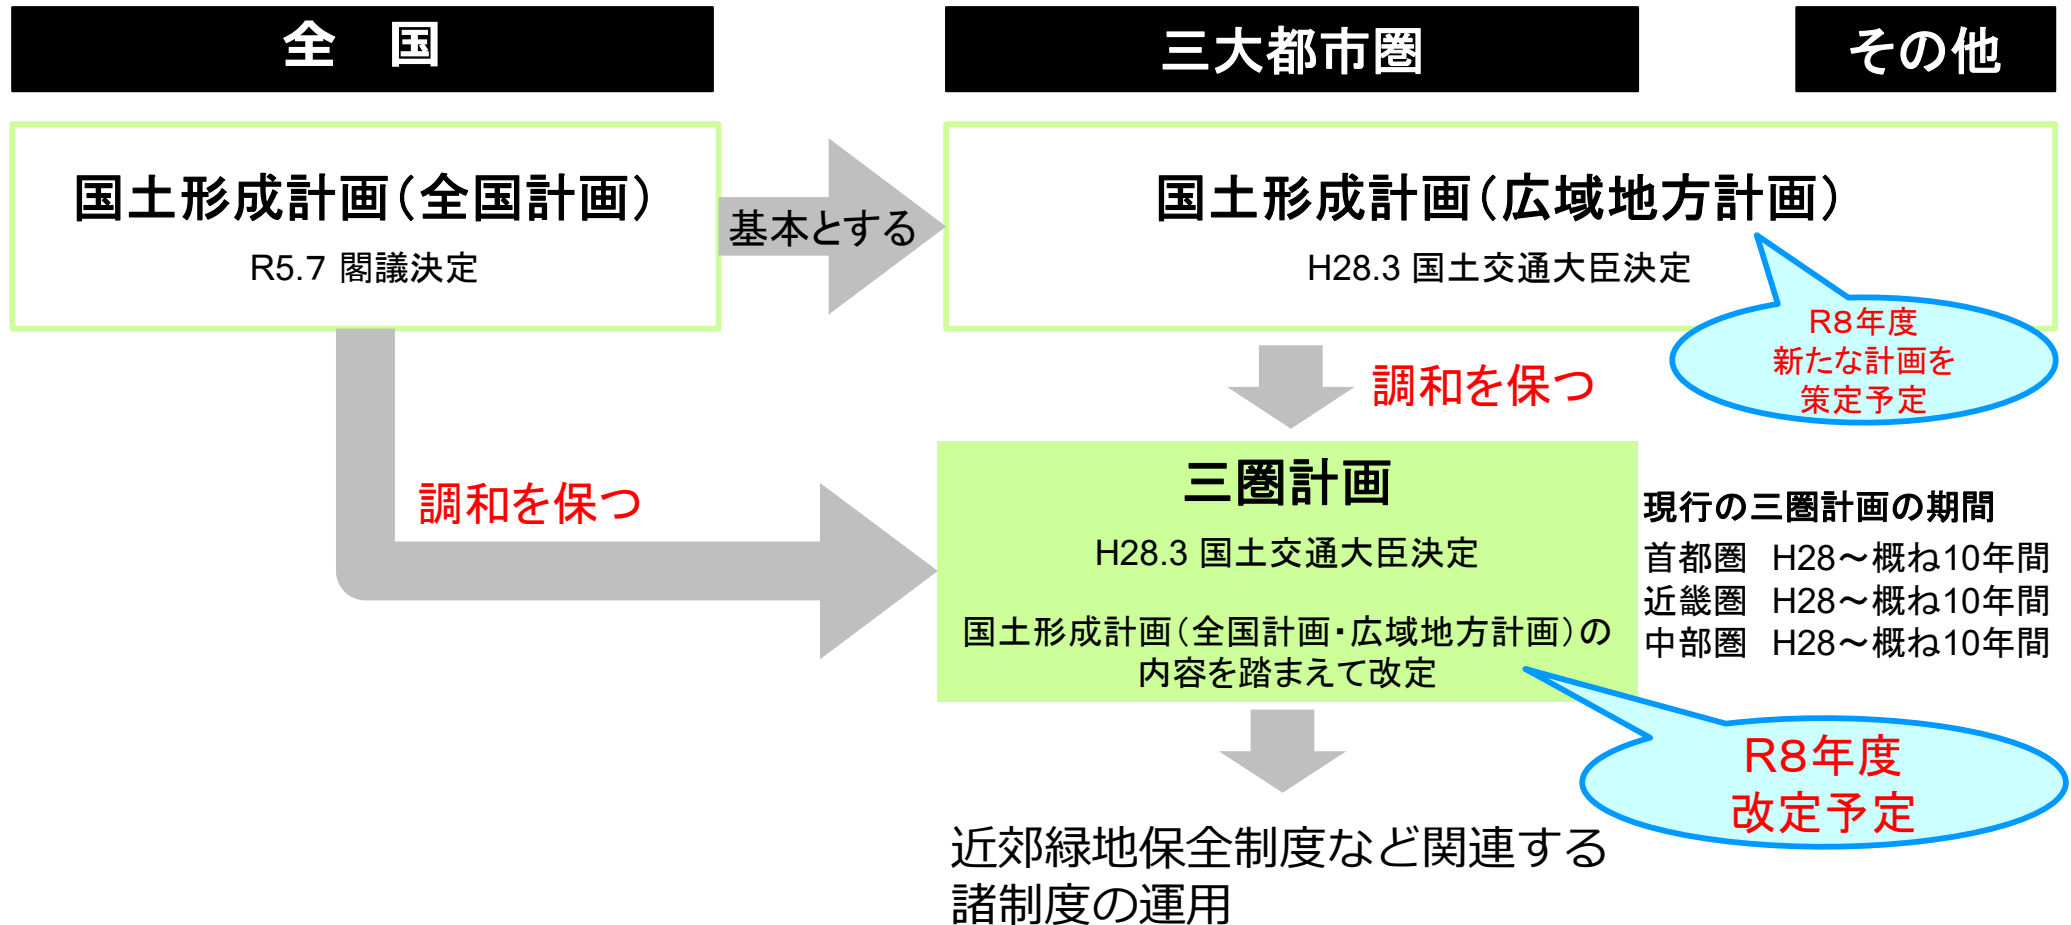 全　国
三大都市圏
その他
国土形成計画（全国計画）
R5.7 閣議決定
基本とする
国土形成計画（広域地方計画）
H28.3 国土交通大臣決定
R8年度
新たな計画を
策定予定
調和を保つ
調和を保つ
三圏計画
H28.3 国土交通大臣決定
国土形成計画（全国計画・広域地方計画）の
内容を踏まえて改定
現行の三圏計画の期間
首都圏　H28～概ね10年間
近畿圏　H28～概ね10年間
中部圏　H28～概ね10年間
R8年度
改定予定
近郊緑地保全制度など関連する
諸制度の運用